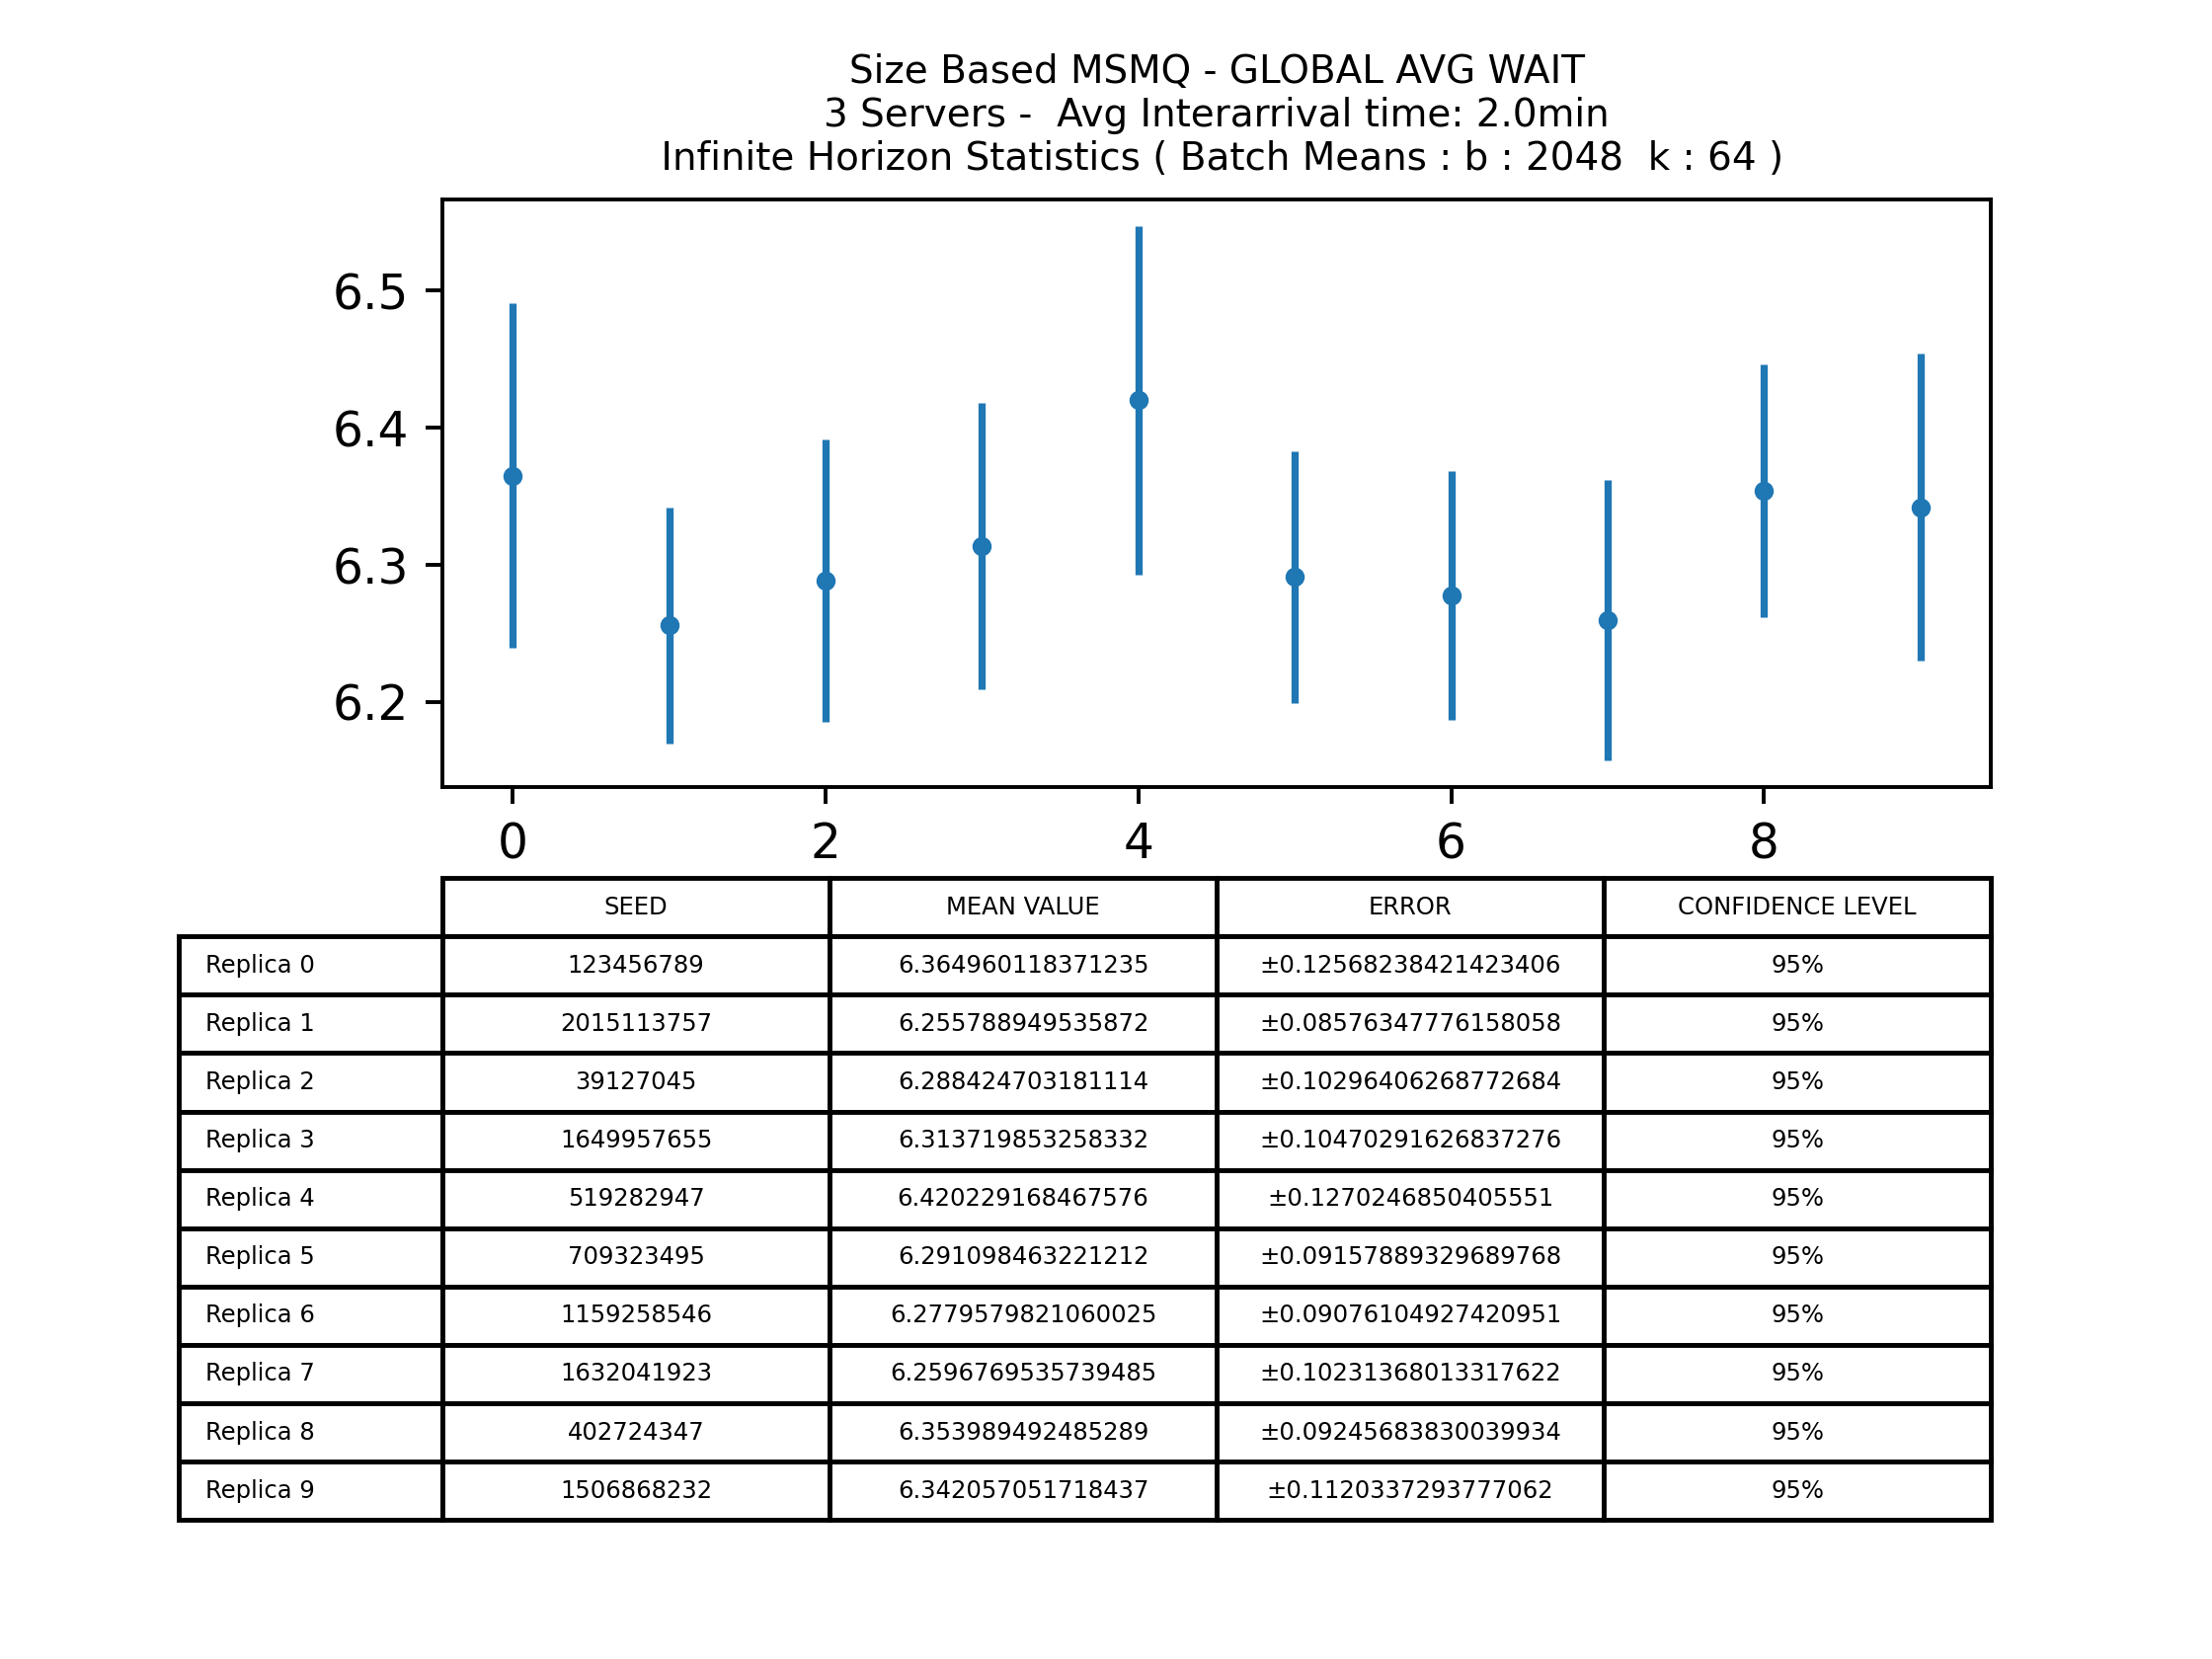 Size Based MSMQ - GLOBAL AVG WAIT
3 Servers -  Avg Interarrival time: 2.0min
Infinite Horizon Statistics ( Batch Means : b : 2048  k : 64 )
6.5
6.4
6.3
6.2
0 2 4 6 8
SEED MEAN VALUE ERROR CONFIDENCE LEVEL
Replica 0 123456789 6.364960118371235 ±0.12568238421423406 95%
Replica 1 2015113757 6.255788949535872 ±0.08576347776158058 95%
Replica 2 39127045 6.288424703181114 ±0.10296406268772684 95%
Replica 3 1649957655 6.313719853258332 ±0.10470291626837276 95%
Replica 4 519282947 6.420229168467576 ±0.1270246850405551 95%
Replica 5 709323495 6.291098463221212 ±0.09157889329689768 95%
Replica 6 1159258546 6.2779579821060025 ±0.09076104927420951 95%
Replica 7 1632041923 6.2596769535739485 ±0.10231368013317622 95%
Replica 8 402724347 6.353989492485289 ±0.09245683830039934 95%
Replica 9 1506868232 6.342057051718437 ±0.1120337293777062 95%